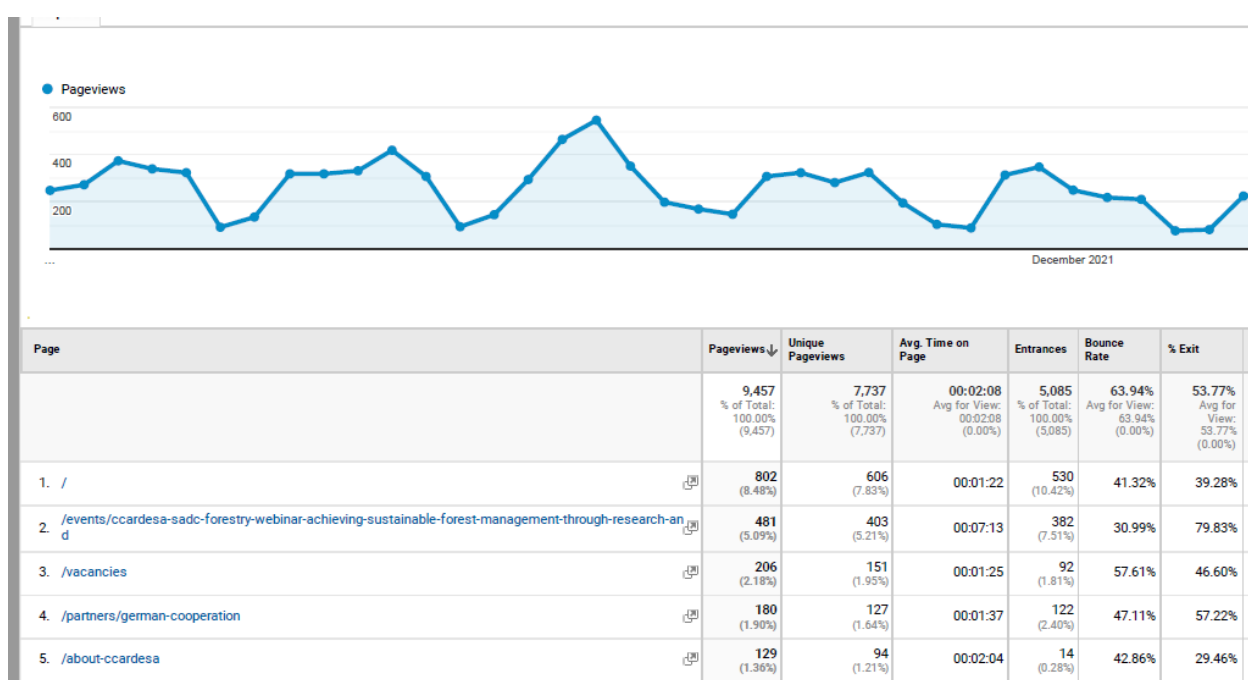 Pageviews
600
400
200
...
December 2021
Page
Pageviews
Unique
Pageviews
Avg. Time on
Page
Entrances
Bounce
Rate
% Exit
9,457
% of Total:
100.00%
(9,457)
7,737
% of Total:
100.00%
(7,737)
00:02:08
Avg for View:
00:02:08
(0.00%)
5,085
% of Total:
100.00%
(5,085)
63.94%
Avg for View:
63.94%
(0.00%)
53.77%
Avg for
View:
53.77%
(0.00%)
1. /
802
(8.48%)
606
(7.83%)
00:01:22
530
(10.42%)
41.32%
39.28%
2. /events/ccardesa-sadc-forestry-webinar-achieving-sustainable-forest-management-through-research-an
d
481
(5.09%)
403
(5.21%)
00:07:13
382
(7.51%)
30.99%
79.83%
3. /vacancies
206
(2.18%)
151
(1.95%)
00:01:25
92
(1.81%)
57.61%
46.60%
4. /partners/german-cooperation
180
(1.90%)
127
(1.64%)
00:01:37
122
(2.40%)
47.11%
57.22%
5. /about-ccardesa
129
(1.36%)
94
(1.21%)
00:02:04
14
(0.28%)
42.86%
29.46%